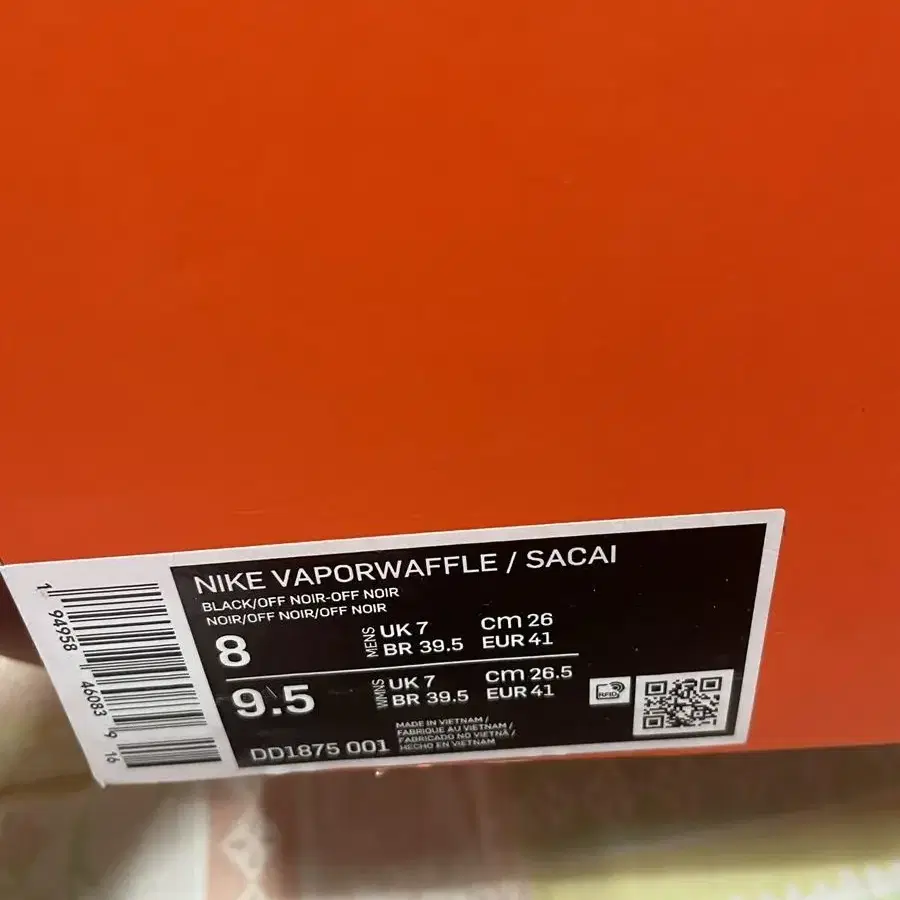 NIKE VAPORWAFFLE / SACAI
BLACK/OFF NOIR-OFF NOIR
NOIR/OFF NOIR/OFF NOIR
8
MENS
UK 7
CM 26
BR 39.5
EUR 41
9.5
WMNS
UK 7
CM 26.5
BR 39.5
EUR 41
RFID
DD1875 001
MADE IN VIETNAM /
FABRIQUE AU VIETNAM /
FABRICADO NO VIETNÃ /
HECHO EN VIETNAM
1 94958 46083 9 16